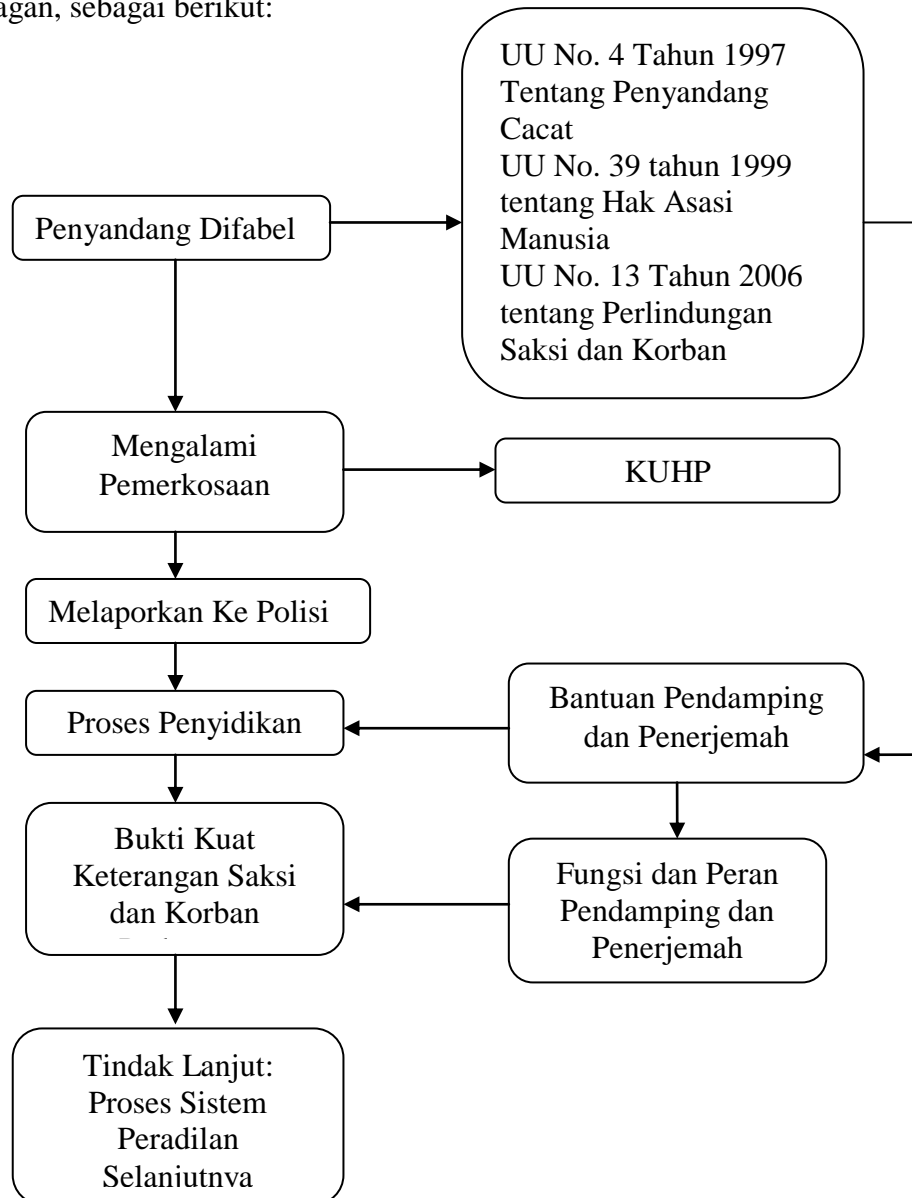 agan, sebagai berikut:
UU No. 4 Tahun 1997
Tentang Penyandang
Cacat
UU No. 39 tahun 1999
tentang Hak Asasi
Manusia
UU No. 13 Tahun 2006
tentang Perlindungan
Saksi dan Korban
Penyandang Difabel
Mengalami
Pemerkosaan
KUHP
Melaporkan Ke Polisi
Proses Penyidikan
Bantuan Pendamping
dan Penerjemah
Bukti Kuat
Keterangan Saksi
dan Korban
Fungsi dan Peran
Pendamping dan
Penerjemah
Tindak Lanjut:
Proses Sistem
Peradilan
Selanjutnya